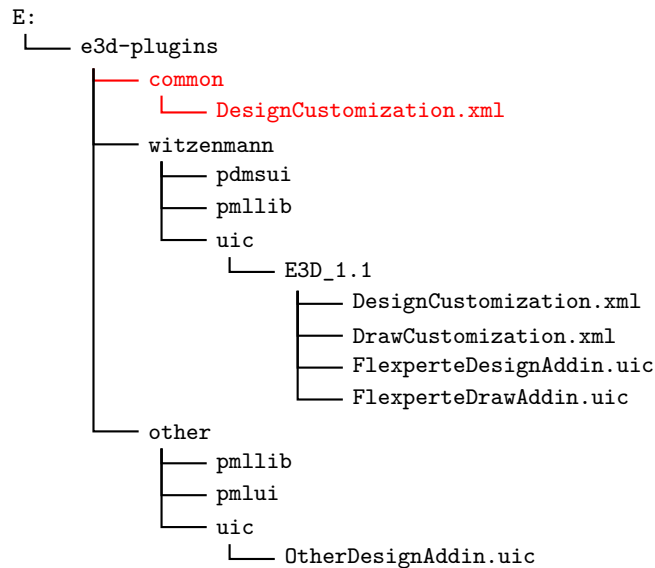 E:
e3d-plugins
common
DesignCustomization.xml
witzenmann
pdmsui
pmllib
uic
E3D_1.1
DesignCustomization.xml
DrawCustomization.xml
FlexperteDesignAddin.uic
FlexperteDrawAddin.uic
other
pmllib
pmlui
uic
OtherDesignAddin.uic